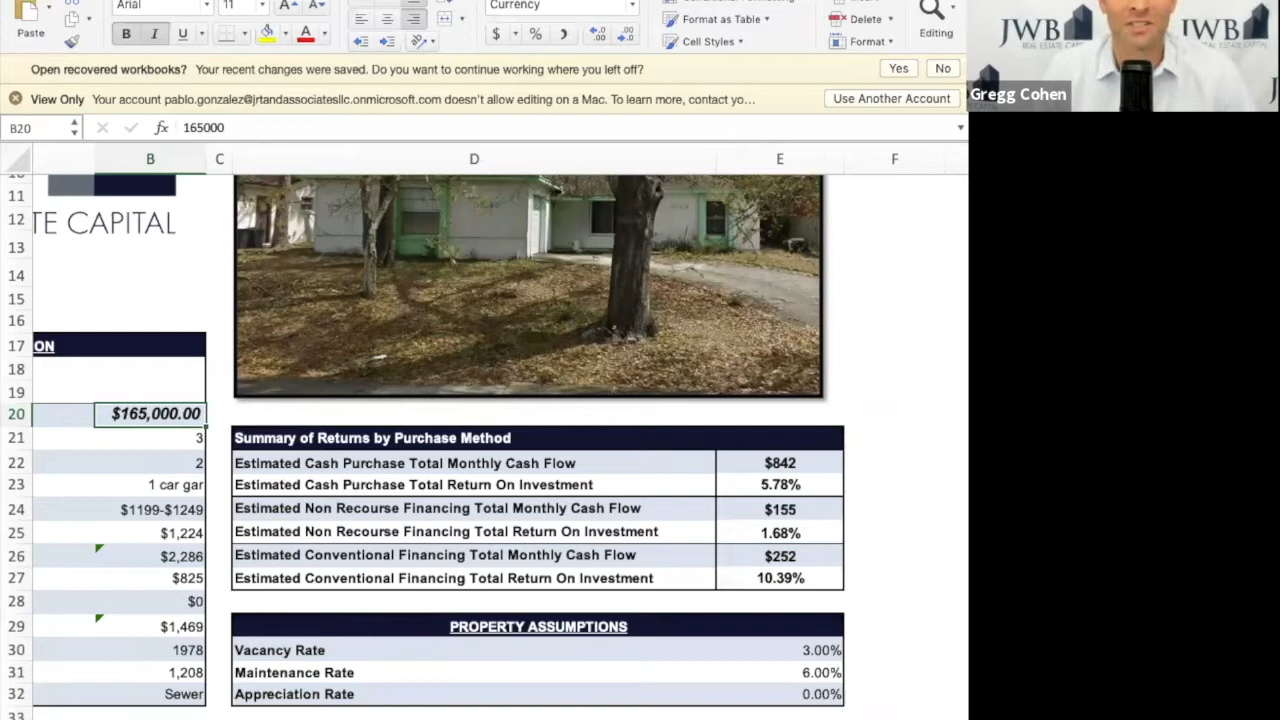 Arial
11
Currency
Paste
B I U
$ % ,
Format as Table
Cell Styles
Delete
Format
Editing
Open recovered workbooks? Your recent changes were saved. Do you want to continue working where you left off?
Yes
No
View Only Your account pablo.gonzalez@jrtandassociatesllc.onmicrosoft.com doesn't allow editing on a Mac. To learn more, contact yo…
Use Another Account
B20
fx 165000
B C D E F
11
12
13
14
15
16
17
18
19
20
21
22
23
24
25
26
27
28
29
30
31
32
33
TE CAPITAL
ON
$165,000.00
3
2
1 car gar
$1199-$1249
$1,224
$2,286
$825
$0
$1,469
1978
1,208
Sewer
Summary of Returns by Purchase Method
Estimated Cash Purchase Total Monthly Cash Flow $842
Estimated Cash Purchase Total Return On Investment 5.78%
Estimated Non Recourse Financing Total Monthly Cash Flow $155
Estimated Non Recourse Financing Total Return On Investment 1.68%
Estimated Conventional Financing Total Monthly Cash Flow $252
Estimated Conventional Financing Total Return On Investment 10.39%
PROPERTY ASSUMPTIONS
Vacancy Rate 3.00%
Maintenance Rate 6.00%
Appreciation Rate 0.00%
JWB
REAL ESTATE CAPITAL
JWB
Gregg Cohen